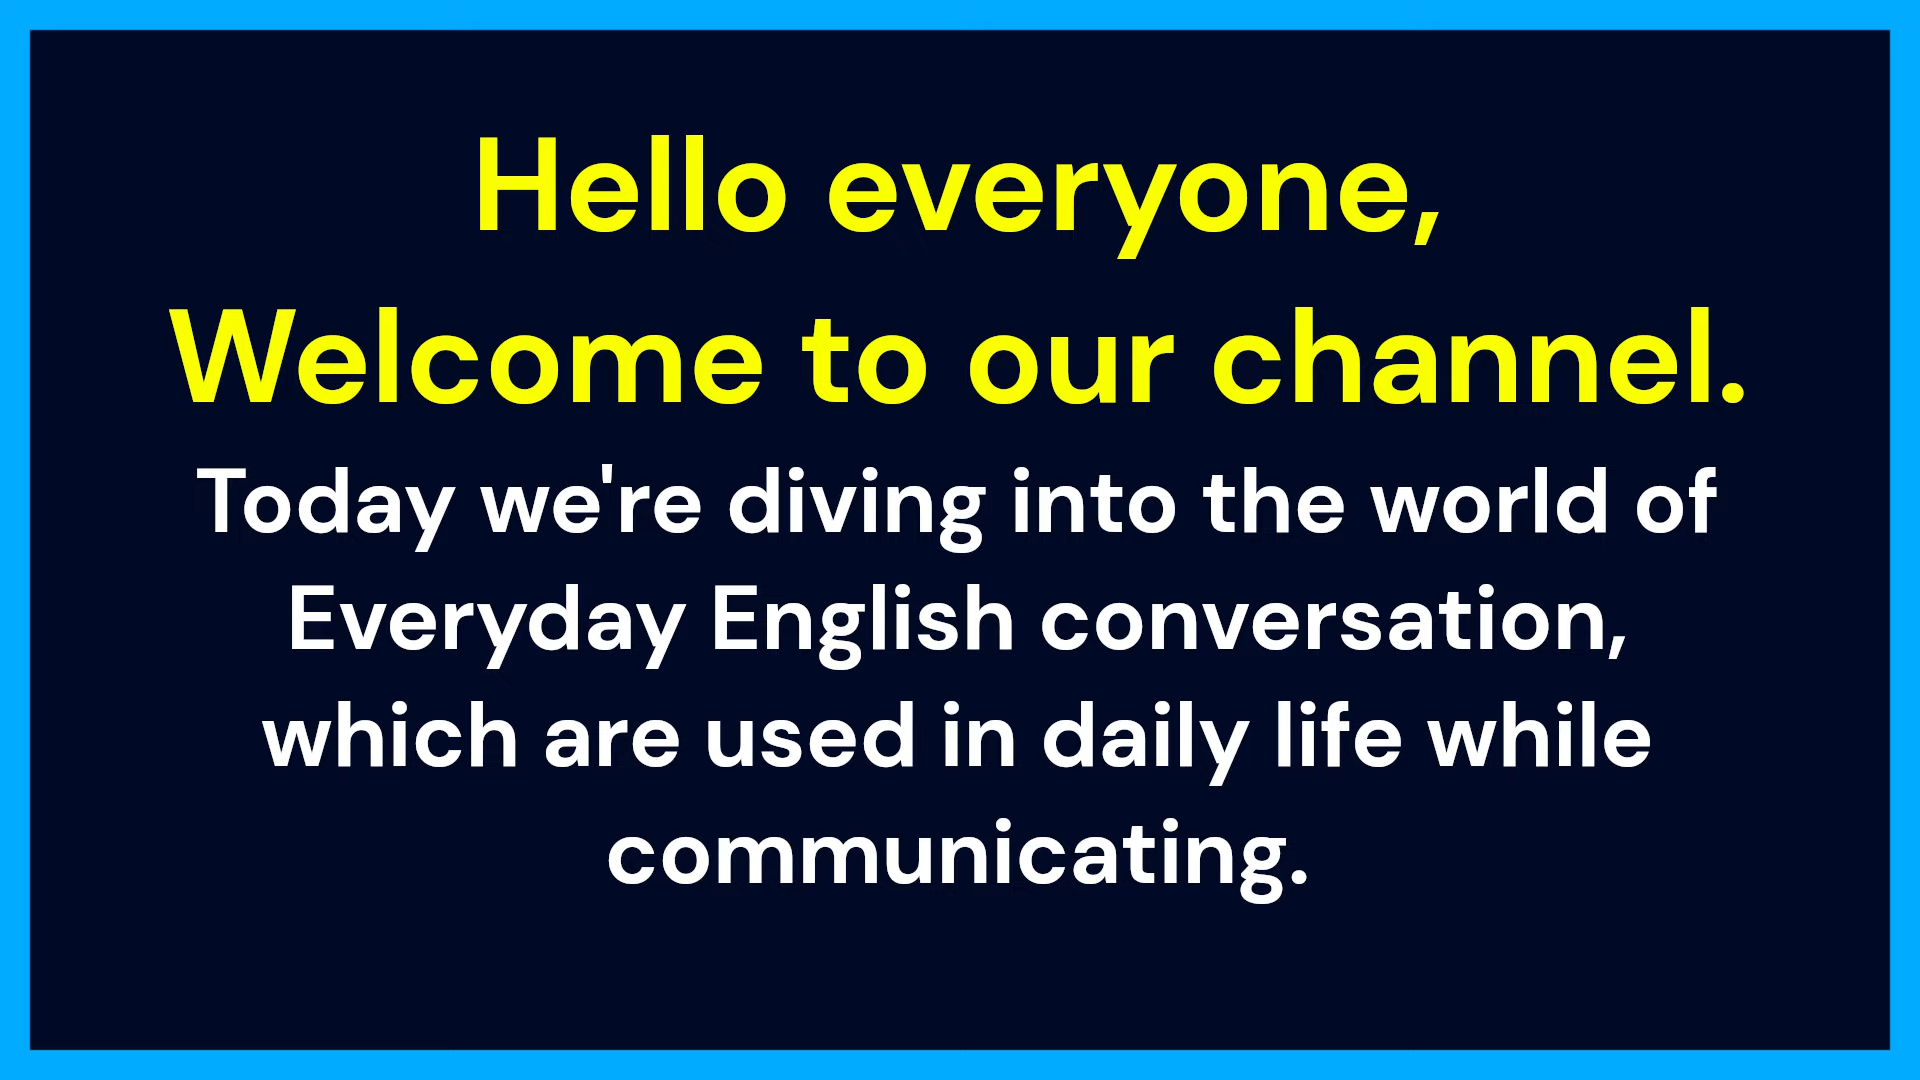 Hello everyone,
Welcome to our channel.
Today we're diving into the world of
Everyday English conversation,
which are used in daily life while
communicating.